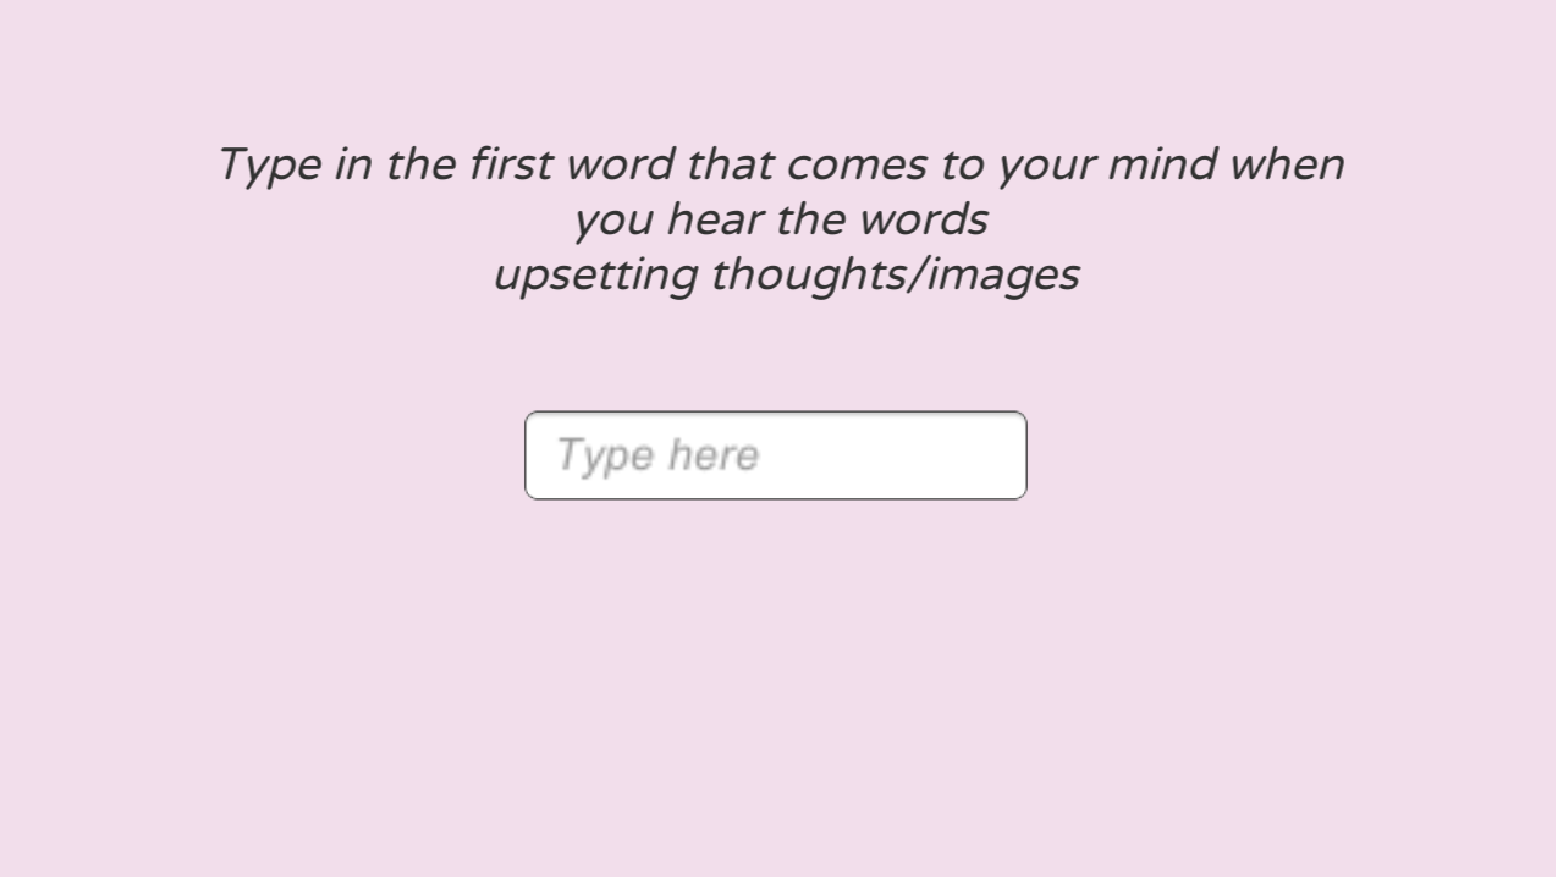 Type in the first word that comes to your mind when
you hear the words
upsetting thoughts/images
Type here